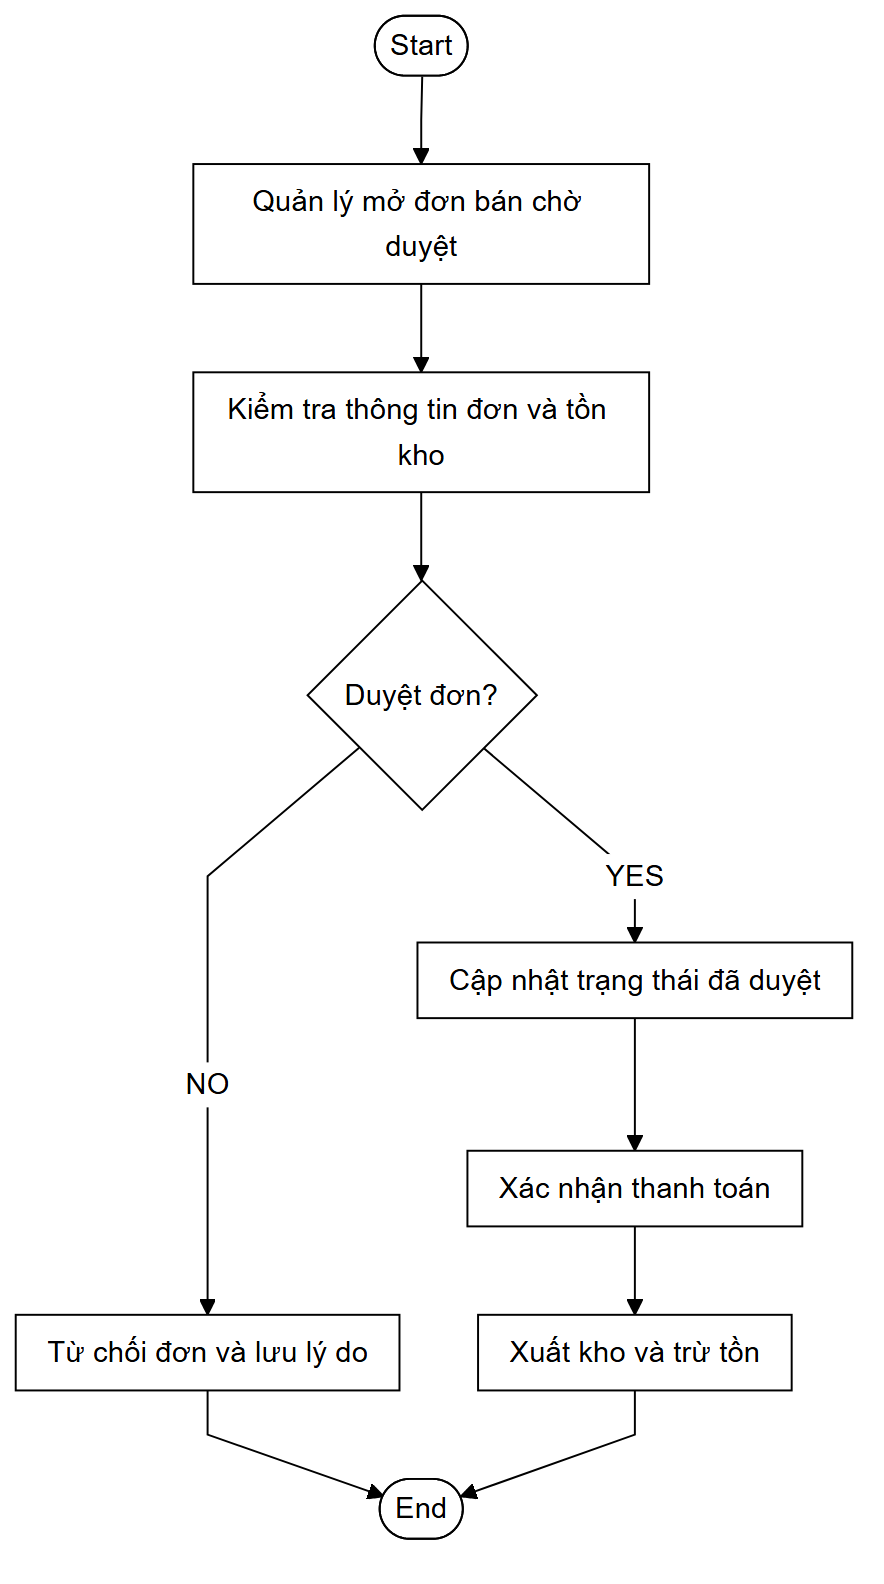 Start
Quản lý mở đơn bán chờ
duyệt
Kiểm tra thông tin đơn và tồn
kho
Duyệt đơn?
YES
Cập nhật trạng thái đã duyệt
NO
Xác nhận thanh toán
Từ chối đơn và lưu lý do
Xuất kho và trừ tồn
End